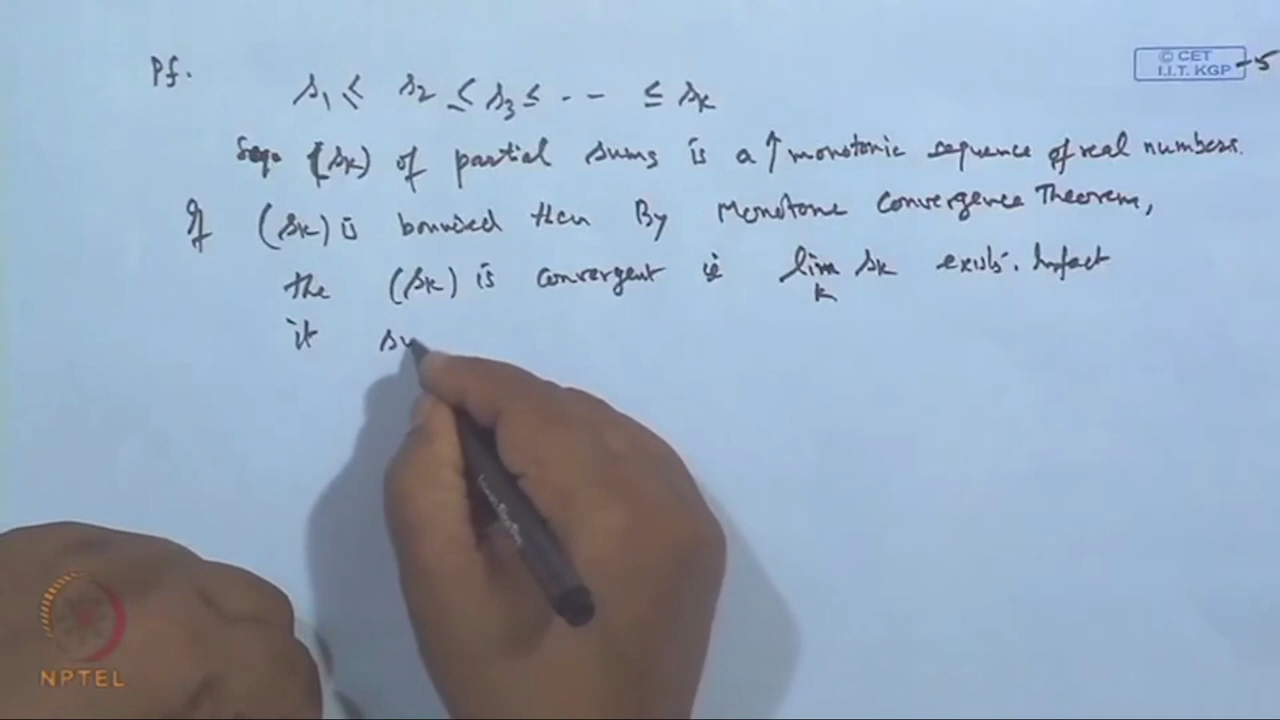 Pf.
s₁ ≤ s₂ ≤ s₃ ≤ -- ≤ sₖ
© CET
I.I.T. KGP
-5
Seqn (sₖ) of partial sums is a ↑ monotonic sequence of real numbers.
If (sₖ) is bounded then By Monotone Convergence Theorem,
the (sₖ) is convergent ie lim sₖ exists. Infact
k
it
NPTEL